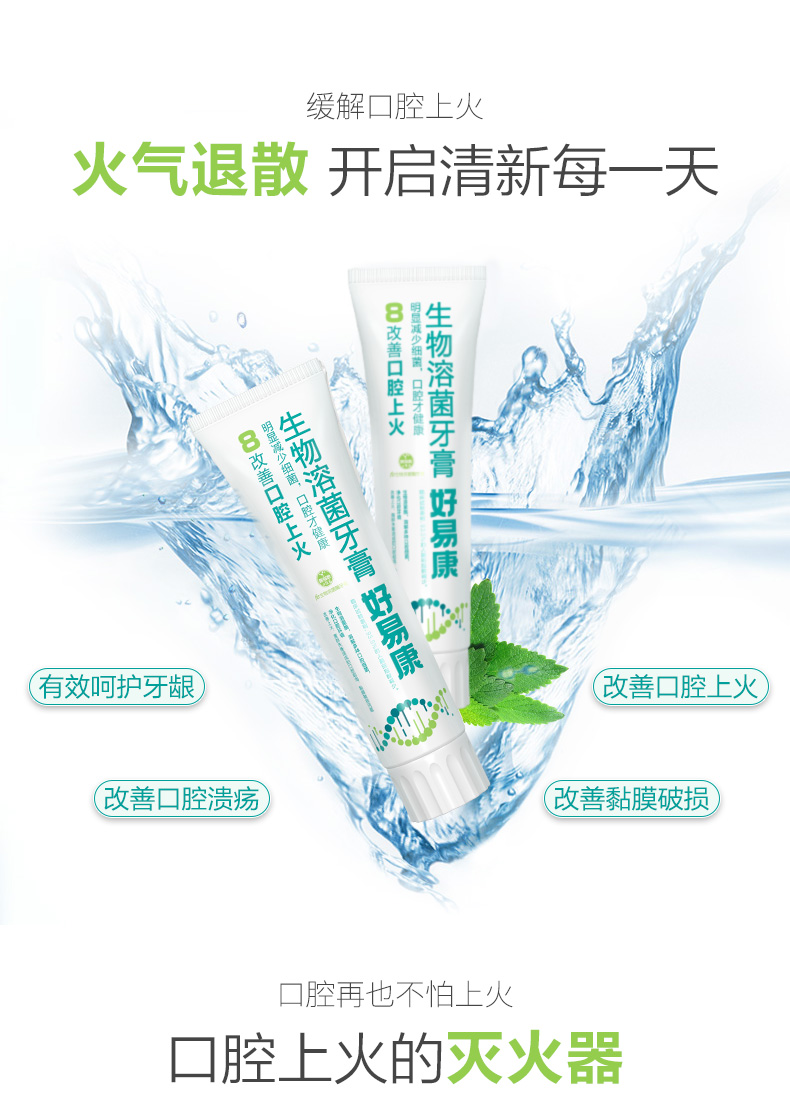 缓解口腔上火
火气退散 开启清新每一天
生物溶菌牙膏 好易康
明显减少细菌，口腔才健康
8 改善口腔上火
生物溶菌牙膏 好易康
明显减少细菌，口腔才健康
8 改善口腔上火
有效呵护牙龈
改善口腔上火
改善口腔溃疡
改善黏膜破损
口腔再也不怕上火
口腔上火的灭火器